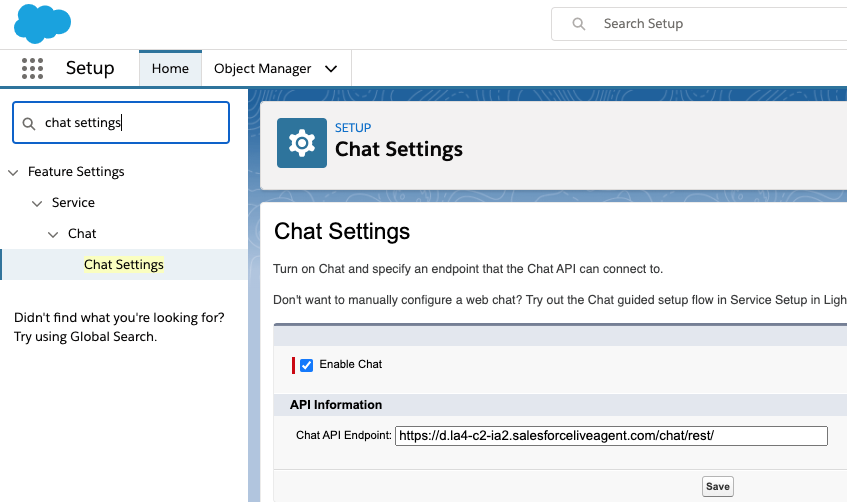 Search Setup
Setup
Home
Object Manager
chat settings
Feature Settings
Service
Chat
Chat Settings
Didn't find what you're looking for?
Try using Global Search.
SETUP
Chat Settings
Chat Settings
Turn on Chat and specify an endpoint that the Chat API can connect to.
Don't want to manually configure a web chat? Try out the Chat guided setup flow in Service Setup in Ligh
Enable Chat
API Information
Chat API Endpoint: https://d.la4-c2-ia2.salesforceliveagent.com/chat/rest/
Save